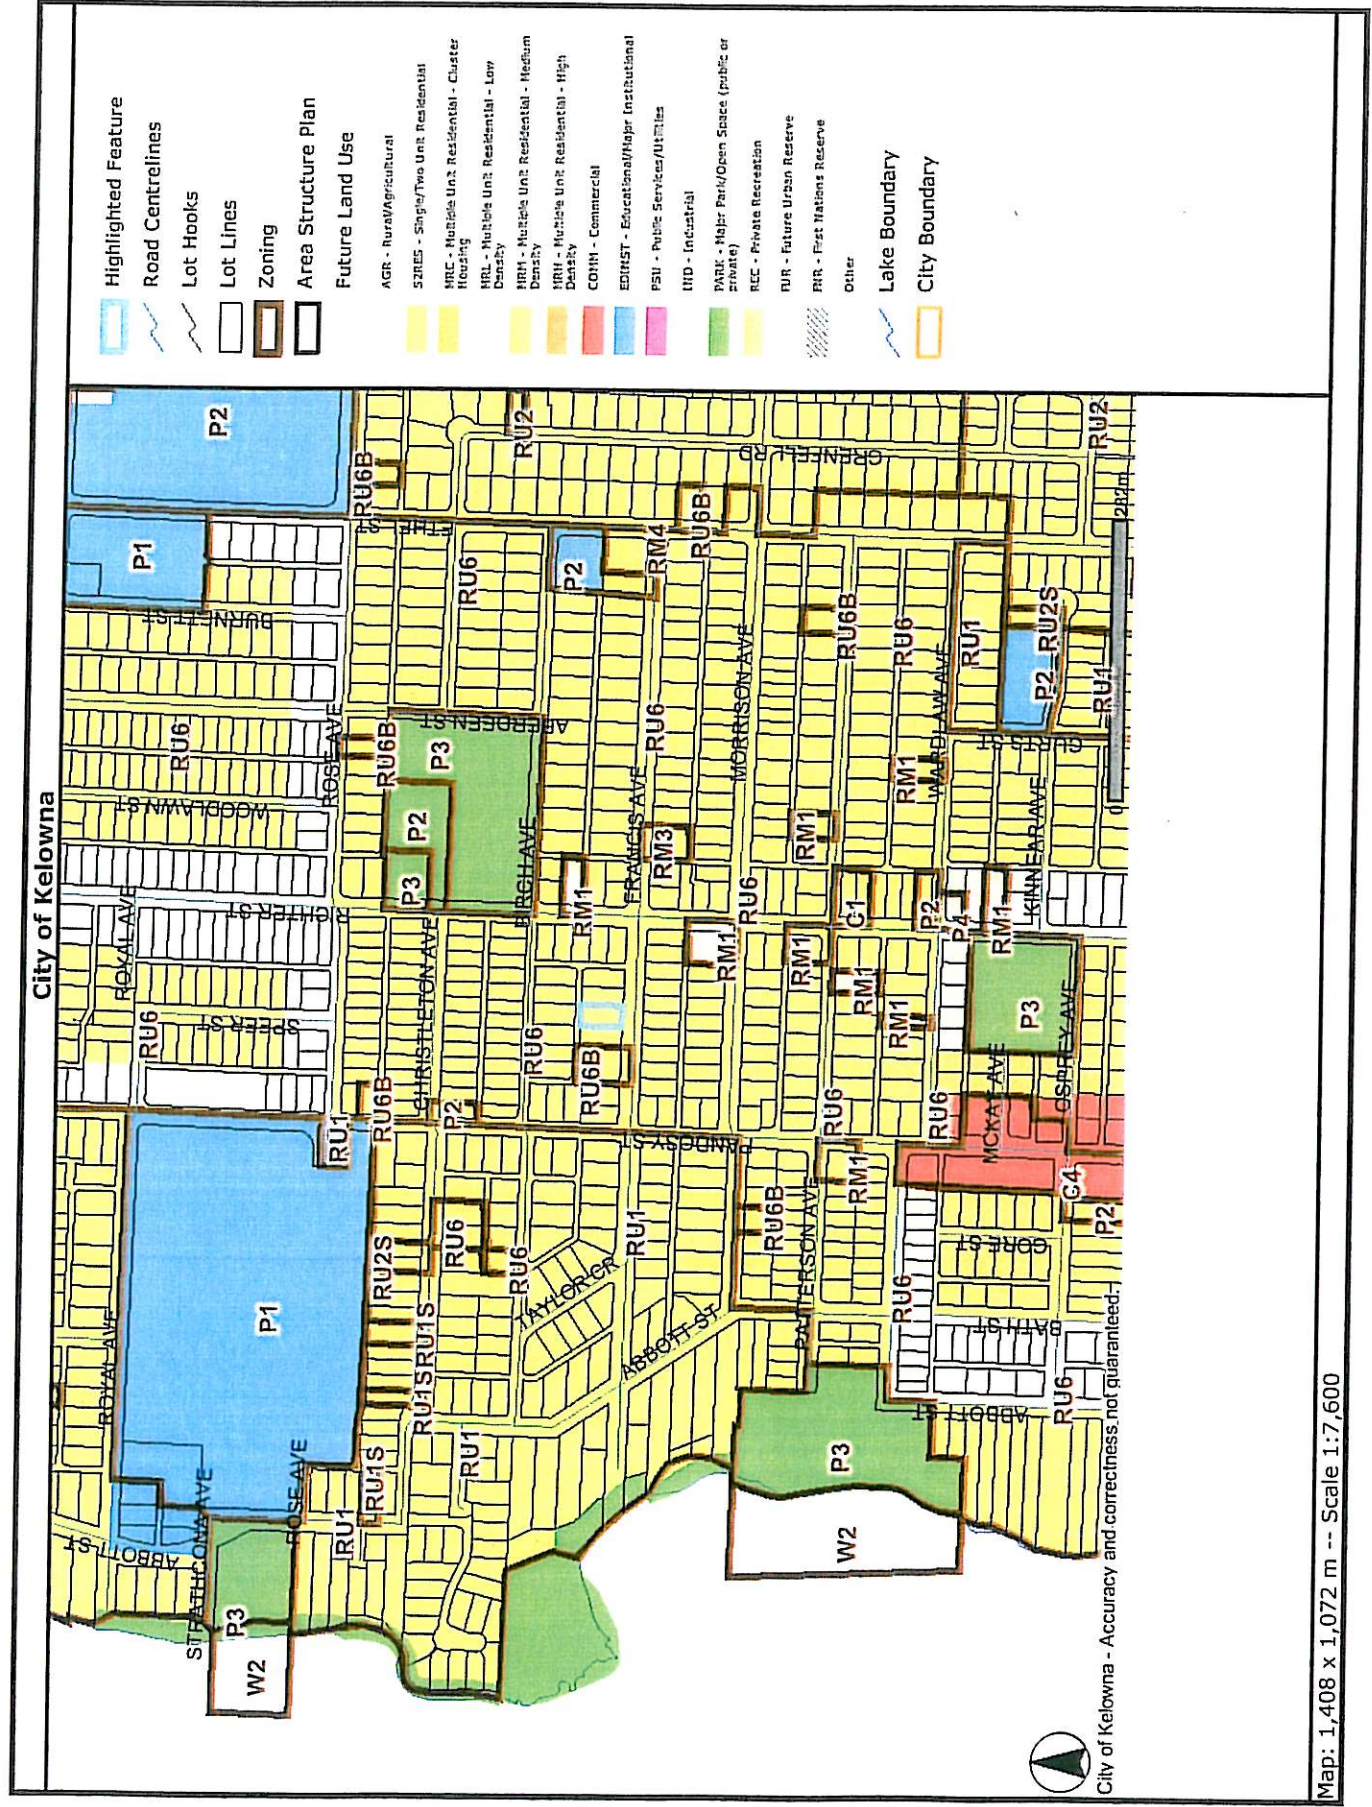 City of Kelowna
Highlighted Feature
Road Centrelines
Lot Hooks
Lot Lines
Zoning
Area Structure Plan
Future Land Use
AGR - Rural/Agricultural
S2RES - Single/Two Unit Residential
MRC - Multiple Unit Residential - Cluster
Housing
MRL - Multiple Unit Residential - Low
Density
MRM - Multiple Unit Residential - Medium
Density
MRH - Multiple Unit Residential - High
Density
COMM - Commercial
EDINST - Educational/Major Institutional
PSU - Public Services/Utilities
IND - Industrial
PARK - Major Park/Open Space (public or
private)
REC - Private Recreation
FUR - Future Urban Reserve
FNR - First Nations Reserve
Other
Lake Boundary
City Boundary
ROYAL AVE
ABBOTT ST
STRATHCONA AVE
ROSE AVE
P1
P3
W2
RU1
RU1S
RU1S
RU1S
RU2S
RU1
RU6B
RU6
RU6
RU1
P2
CHRISTLETON AVE
ROYAL AVE
RU6
SPEER ST
RICHTER ST
RU6
WOODLAWN ST
ROSE AVE
BURNETT ST
P1
P2
ETHEL ST
RU6B
RU2
RU6
P2
RM4
RU6B
GRENFELL RD
RU6B
P3
P2
P3
ABERDEEN ST
BIRCH AVE
RM1
FRANCIS AVE
RM3
RU6
MORRISON AVE
RU6
RU6B
RM1
RU6
PANDOSY ST
TAYLOR CR
RU1
ABBOTT ST
RU6B
PATTERSON AVE
RM1
RU6
RM1
RM1
RM1
C1
RM1
RU6B
RU6
RM1
WARDLAW AVE
RU1
P2
RU2S
RU1
RU2
CURTS ST
KINNEAR AVE
RM1
P4
P2
P3
OSPREY AVE
MCKAY AVE
RU6
C4
P2
GORE ST
RU6
BATH ST
ABBOTT ST
RU6
P3
W2
0
282m
City of Kelowna - Accuracy and correctness not guaranteed.
Map: 1,408 x 1,072 m -- Scale 1:7,600